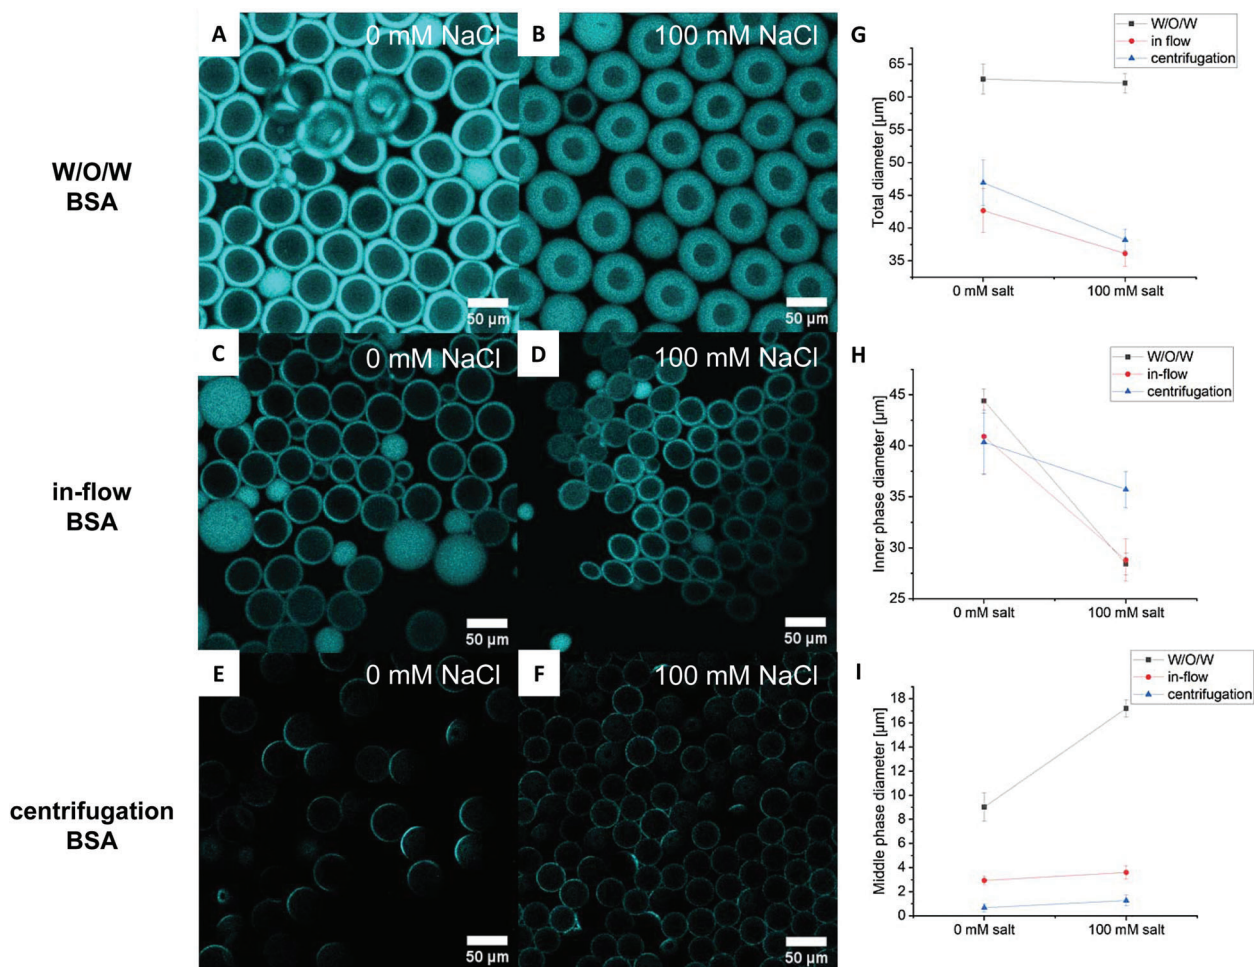 W/O/W
BSA
in-flow
BSA
centrifugation
BSA
A
0 mM NaCl
50 µm
B
100 mM NaCl
50 µm
C
0 mM NaCl
50 µm
D
100 mM NaCl
50 µm
E
0 mM NaCl
50 µm
F
100 mM NaCl
50 µm
G
W/O/W
in flow
centrifugation
Total diameter [µm]
65
60
55
50
45
40
35
0 mM salt
100 mM salt
H
W/O/W
in-flow
centrifugation
Inner phase diameter [µm]
45
40
35
30
25
0 mM salt
100 mM salt
I
W/O/W
in-flow
centrifugation
Middle phase diameter [µm]
18
16
14
12
10
8
6
4
2
0
0 mM salt
100 mM salt